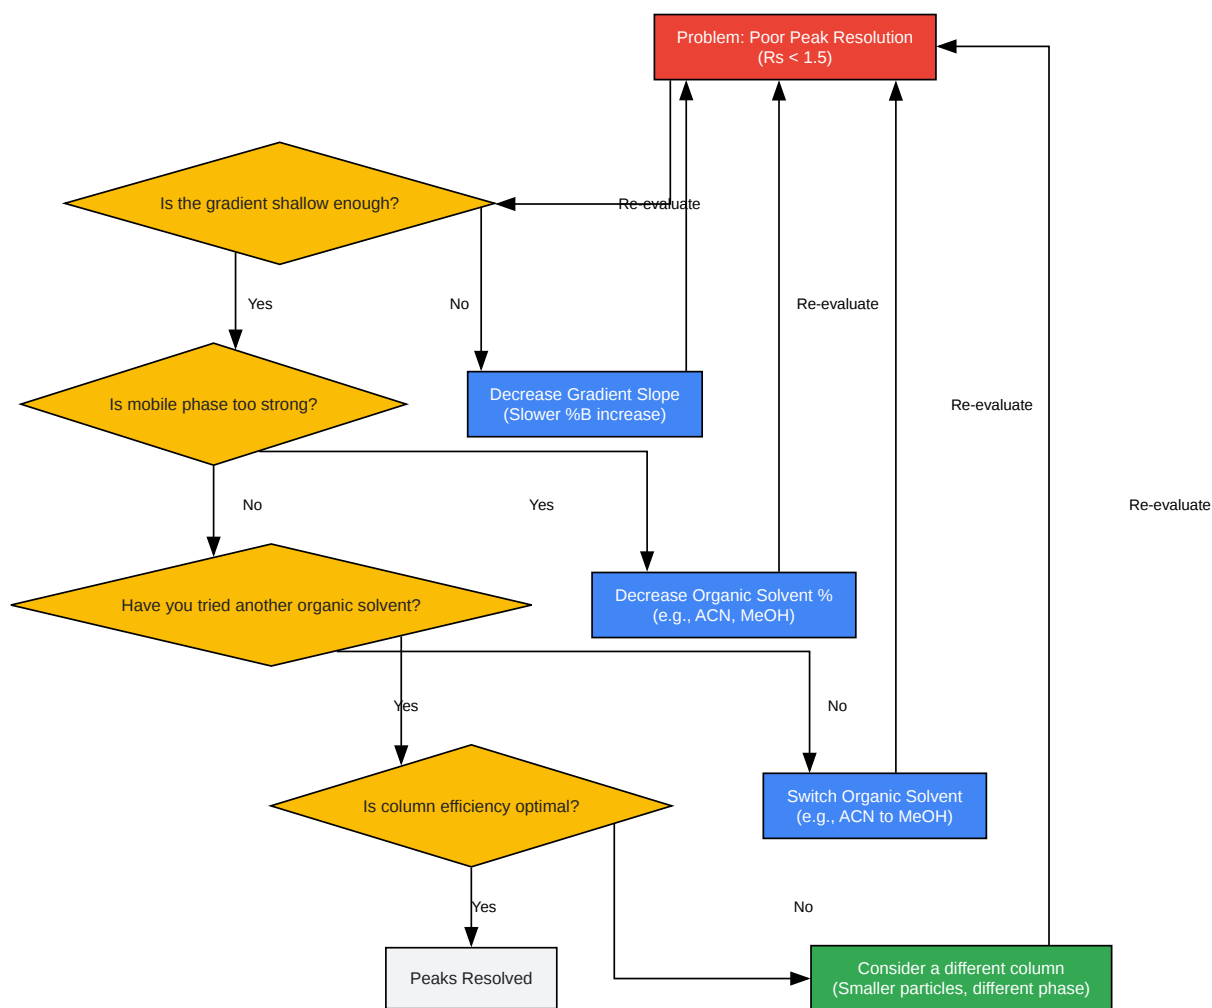 Problem: Poor Peak Resolution
(Rs < 1.5)
Is the gradient shallow enough?
Re-evaluate
Yes
No
Re-evaluate
Decrease Gradient Slope
(Slower %B increase)
Is mobile phase too strong?
Re-evaluate
No
Yes
Re-evaluate
Decrease Organic Solvent %
(e.g., ACN, MeOH)
Have you tried another organic solvent?
Yes
No
Switch Organic Solvent
(e.g., ACN to MeOH)
Is column efficiency optimal?
Yes
No
Peaks Resolved
Consider a different column
(Smaller particles, different phase)